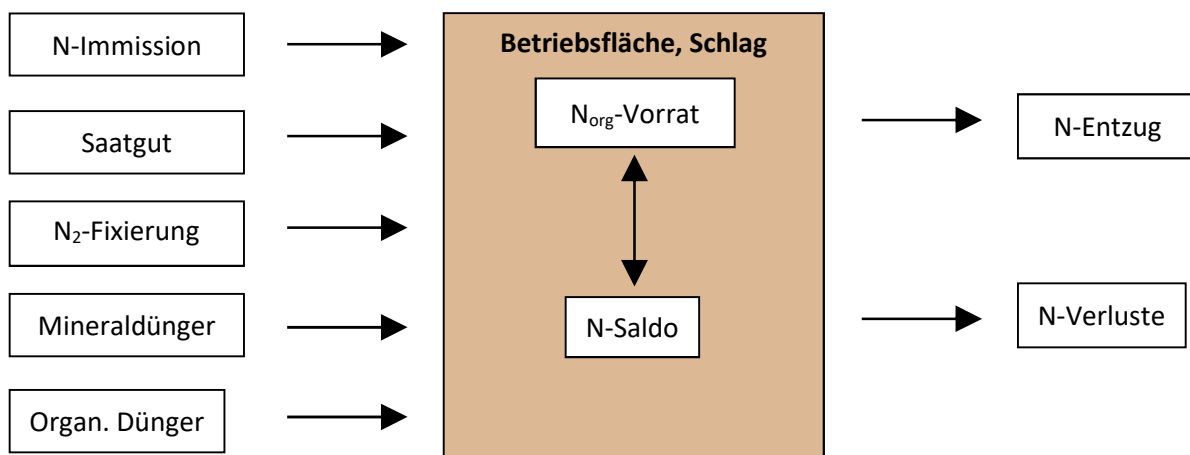 N-Immission
Saatgut
N₂-Fixierung
Mineraldünger
Organ. Dünger
Betriebsfläche, Schlag
Norg-Vorrat
N-Saldo
N-Entzug
N-Verluste